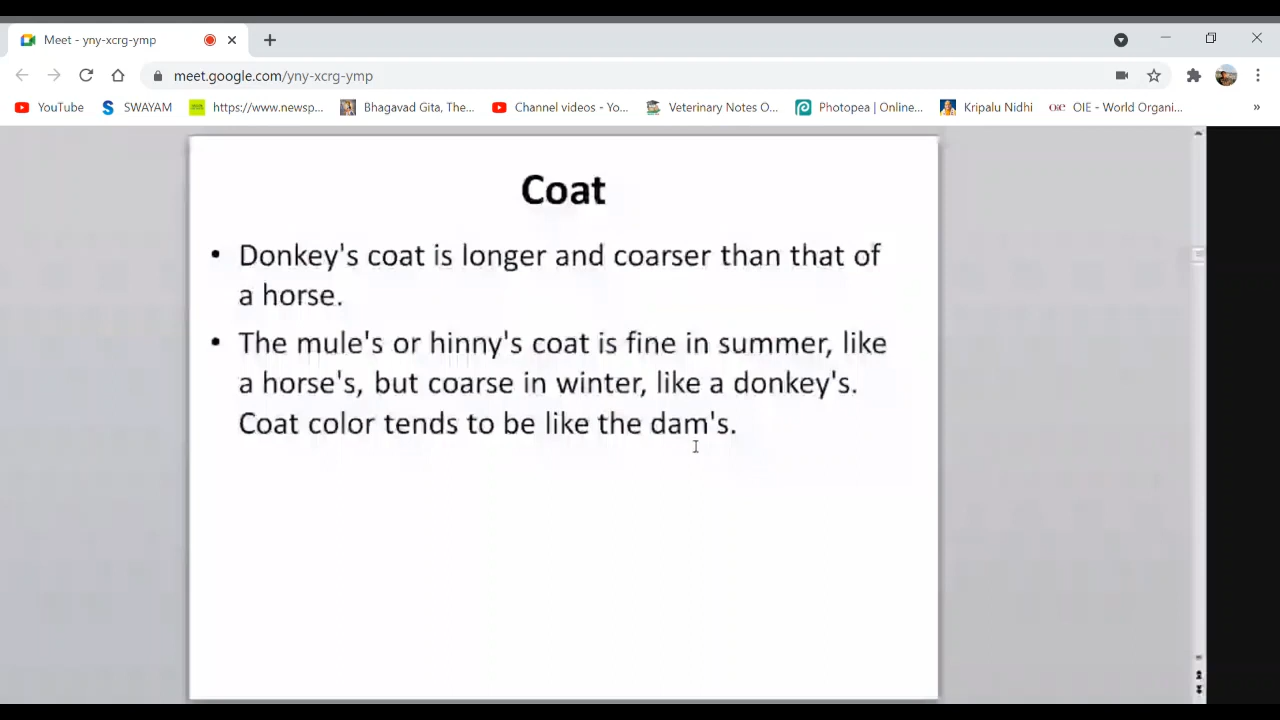 Meet - yny-xcrg-ymp
meet.google.com/yny-xcrg-ymp
YouTube SWAYAM https://www.newsp... Bhagavad Gita, The... Channel videos - Yo... Veterinary Notes O... Photopea | Online... Kripalu Nidhi OIE OIE - World Organi... »
Coat
• Donkey's coat is longer and coarser than that of
a horse.
• The mule's or hinny's coat is fine in summer, like
a horse's, but coarse in winter, like a donkey's.
Coat color tends to be like the dam's.